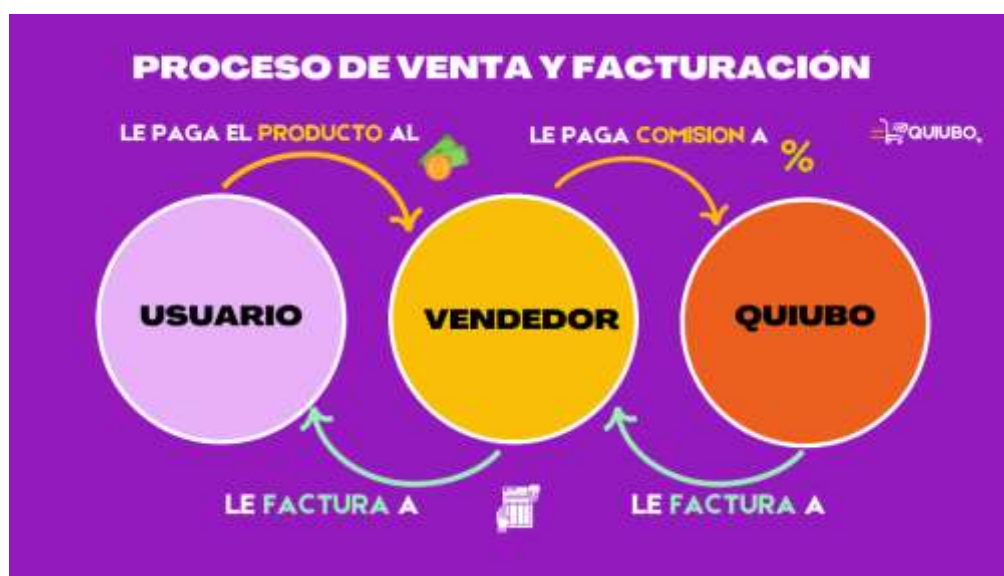 PROCESO DE VENTA Y FACTURACIÓN
LE PAGA EL PRODUCTO AL
LE PAGA COMISION A %
QUIUBO
USUARIO
VENDEDOR
QUIUBO
LE FACTURA A
LE FACTURA A